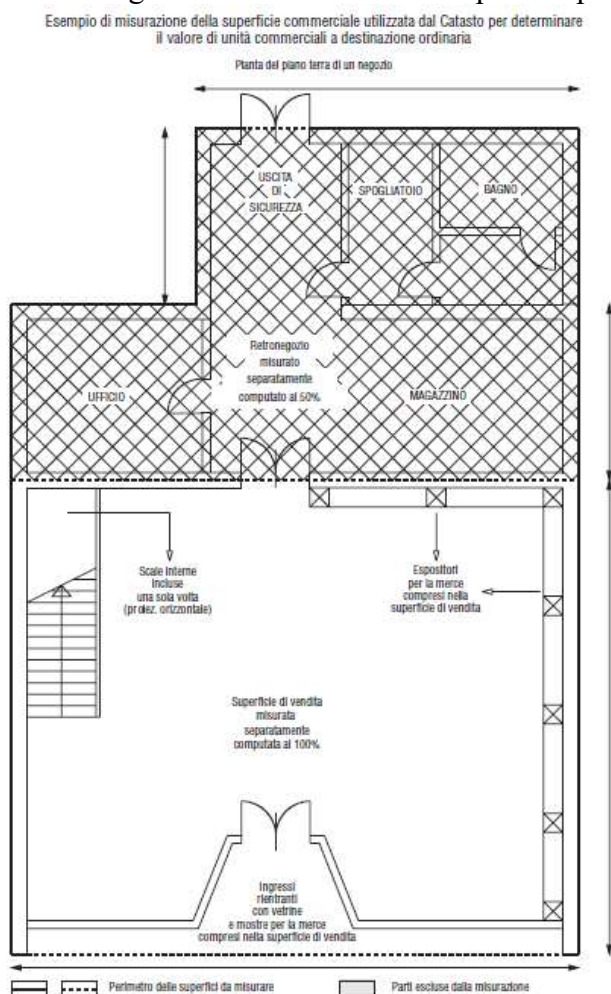 Esempio di misurazione della superficie commerciale utilizzata dal Catasto per determinare
il valore di unità commerciali a destinazione ordinaria
Planta del piano terra di un negozio
USCITA
DI
SICUREZZA
SPOGLIATOIO
BAGNO
Retronegozio
misurato
separatamente
computato al 50%
UFFICIO
MAGAZZINO
Scale interne
incluse
una sola volta
(proiez. orizzontale)
Espositori
per la merce
compresi nella
superficie di vendita
Superficie di vendita
misurata
separatamente
computata al 100%
Ingressi
rientranti
con vetrine
e mostre per la merce
compresi nella superficie di vendita
Perimetro delle superfici da misurare
Parti escluse dalla misurazione